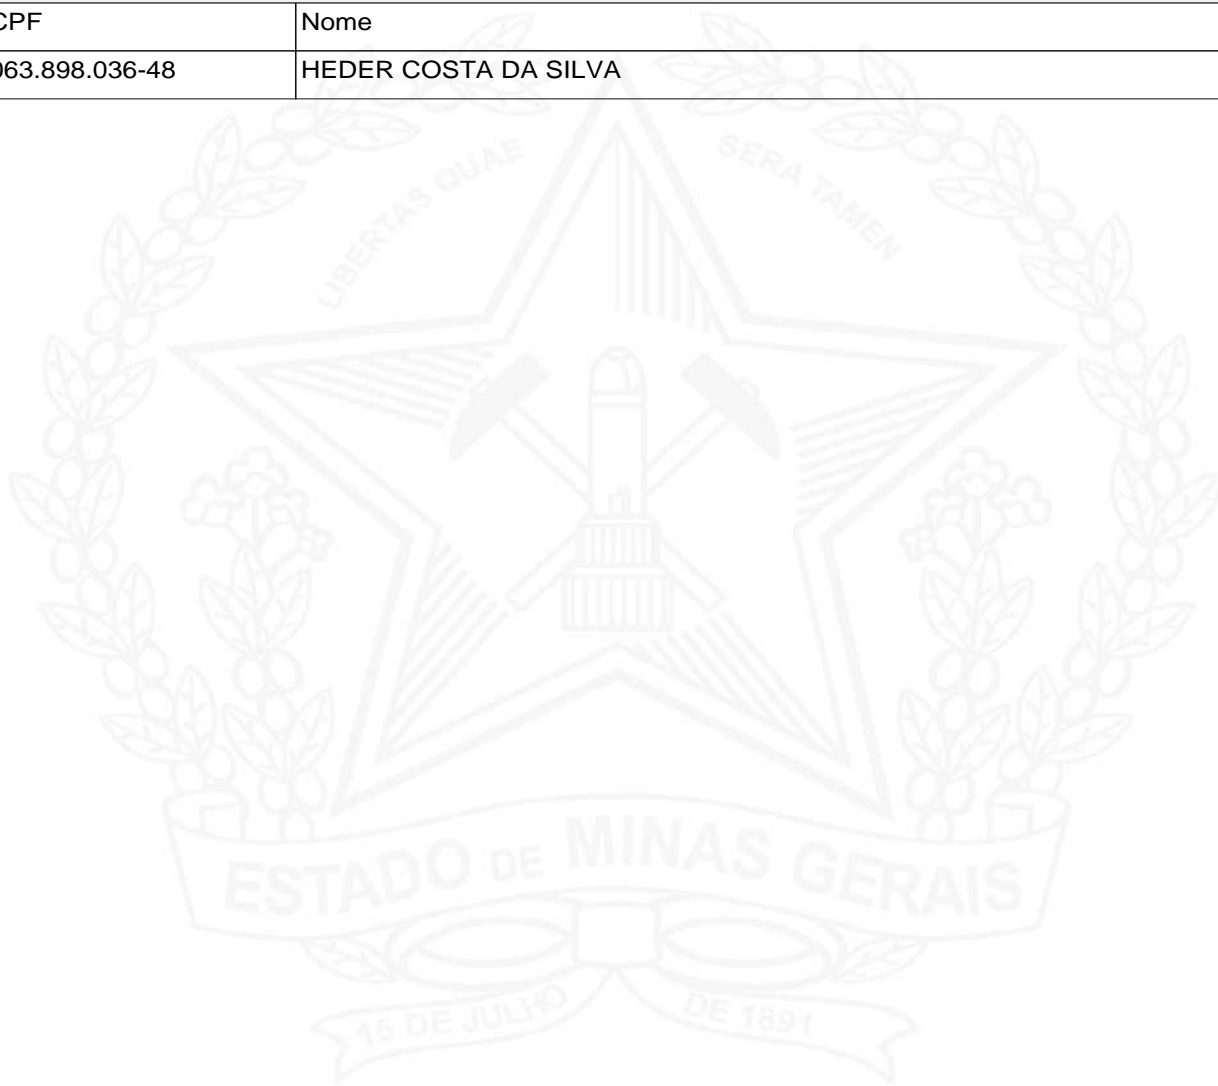 CPF Nome
063.898.036-48 HEDER COSTA DA SILVA
LIBERTAS QUAE SERA TAMEN
ESTADO DE MINAS GERAIS
15 DE JULHO DE 1891